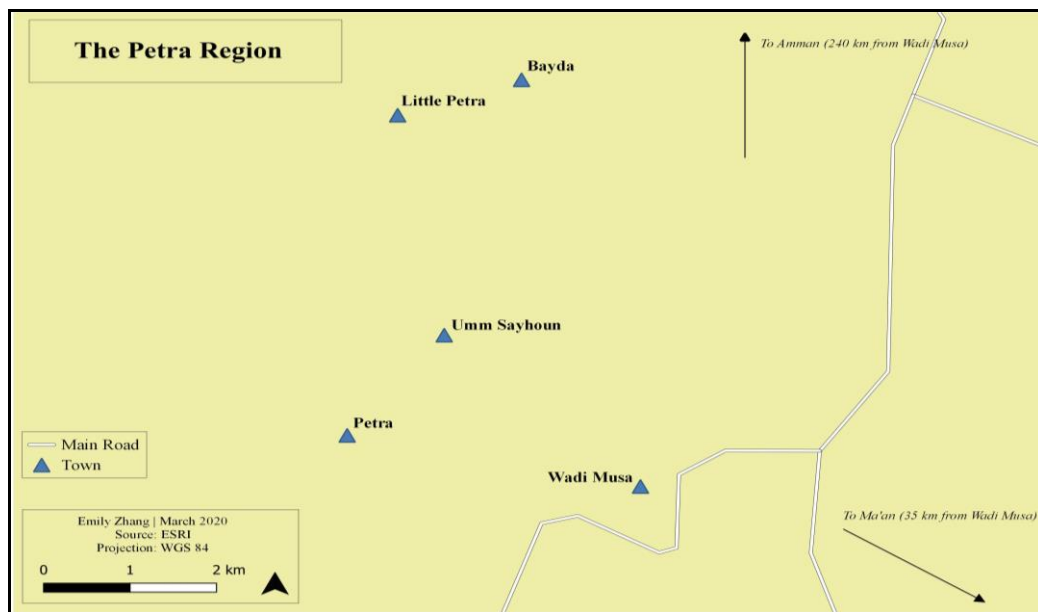 The Petra Region
To Amman (240 km from Wadi Musa)
Bayda
Little Petra
Umm Sayhoun
Petra
Main Road
Town
Wadi Musa
To Ma'an (35 km from Wadi Musa)
Emily Zhang | March 2020
Source: ESRI
Projection: WGS 84
0 1 2 km